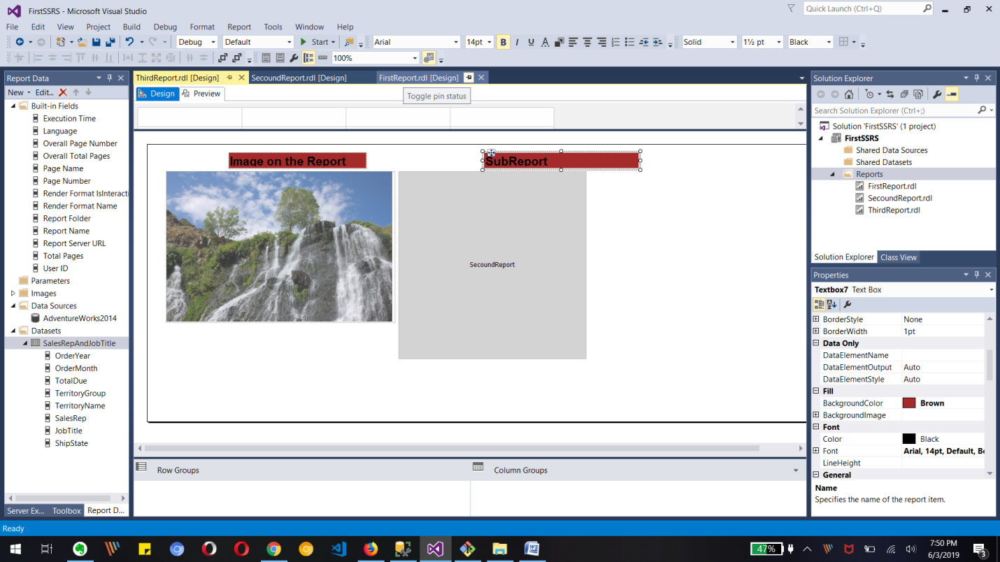 FirstSSRS - Microsoft Visual Studio
Quick Launch (Ctrl+Q)
File Edit View Project Build Debug Format Report Tools Window Help
Debug Default Start Arial 14pt B I U A Solid 1½ pt Black
100%
Report Data
New Edit...
Built-in Fields
Execution Time
Language
Overall Page Number
Overall Total Pages
Page Name
Page Number
Render Format IsInteracti
Render Format Name
Report Folder
Report Name
Report Server URL
Total Pages
User ID
Parameters
Images
Data Sources
AdventureWorks2014
Datasets
SalesRepAndJobTitle
OrderYear
OrderMonth
TotalDue
TerritoryGroup
TerritoryName
SalesRep
JobTitle
ShipState
Server Ex... Toolbox Report D...
ThirdReport.rdl [Design] SecoundReport.rdl [Design] FirstReport.rdl [Design]
Design Preview
Toggle pin status
Image on the Report
SubReport
SecoundReport
Row Groups
Column Groups
Solution Explorer
Search Solution Explorer (Ctrl+;)
Solution 'FirstSSRS' (1 project)
FirstSSRS
Shared Data Sources
Shared Datasets
Reports
FirstReport.rdl
SecoundReport.rdl
ThirdReport.rdl
Solution Explorer Class View
Properties
Textbox7 Text Box
BorderStyle None
BorderWidth 1pt
Data Only
DataElementName
DataElementOutput Auto
DataElementStyle Auto
Fill
BackgroundColor Brown
BackgroundImage
Font
Color Black
Font Arial, 14pt, Default, Bo
LineHeight
General
Name
Specifies the name of the report item.
Ready
47%
7:50 PM
6/3/2019
3